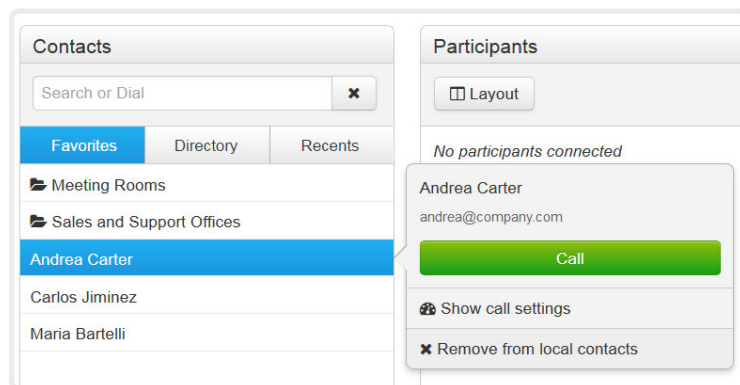 Contacts
Search or Dial
Favorites Directory Recents
Meeting Rooms
Sales and Support Offices
Andrea Carter
Carlos Jiminez
Maria Bartelli
Participants
Layout
No participants connected
Andrea Carter
andrea@company.com
Call
Show call settings
Remove from local contacts